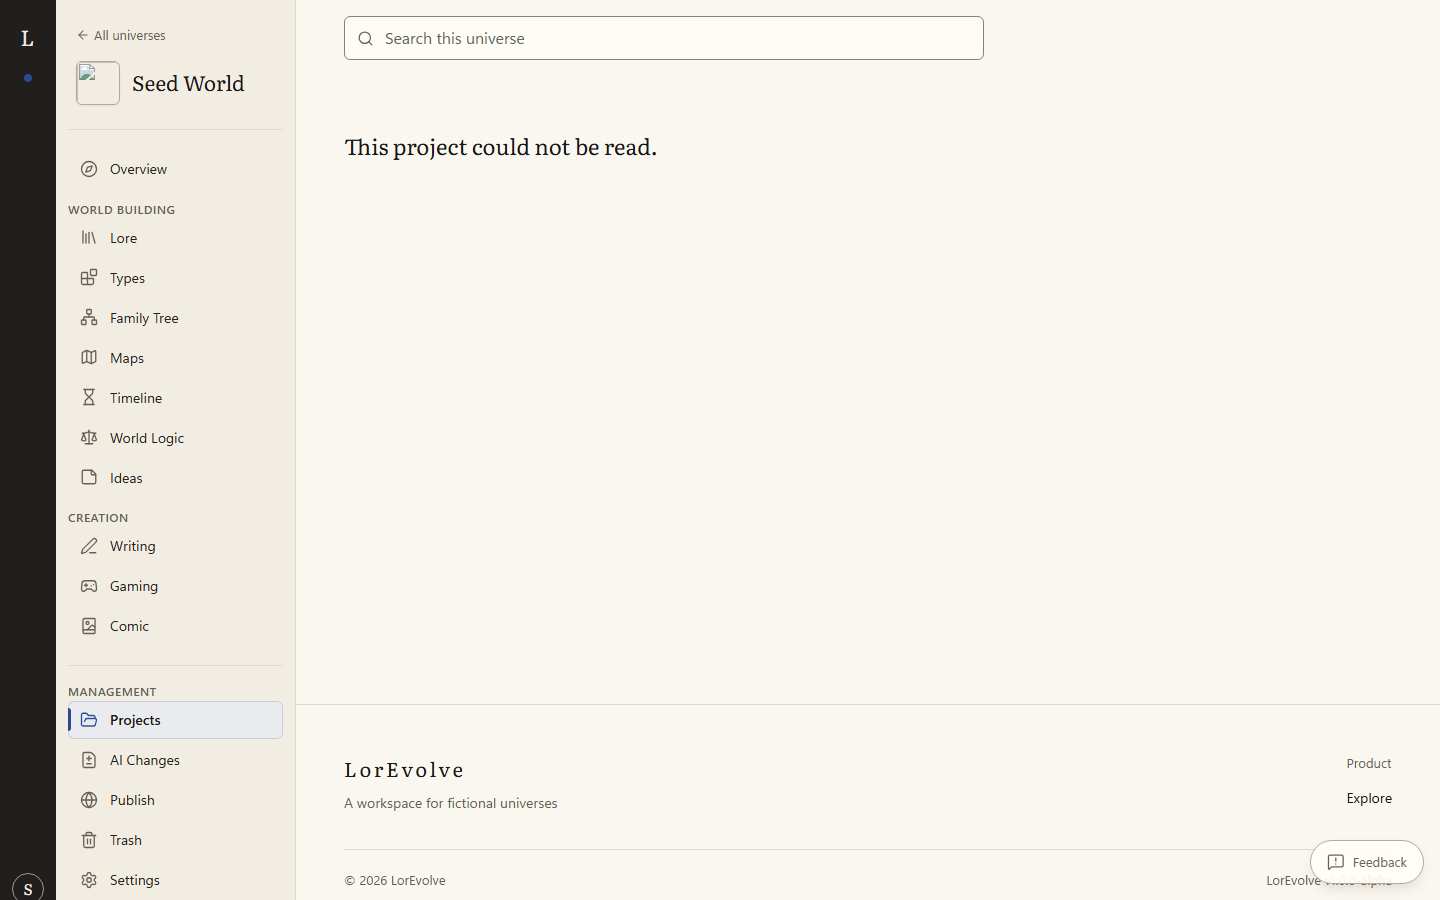 L
All universes
Seed World
Overview
WORLD BUILDING
Lore
Types
Family Tree
Maps
Timeline
World Logic
Ideas
CREATION
Writing
Gaming
Comic
MANAGEMENT
Projects
AI Changes
Publish
Trash
Settings
S
Search this universe
This project could not be read.
LorEvolve
A workspace for fictional universes
Product
Explore
Feedback
© 2026 LorEvolve
LorEvolve